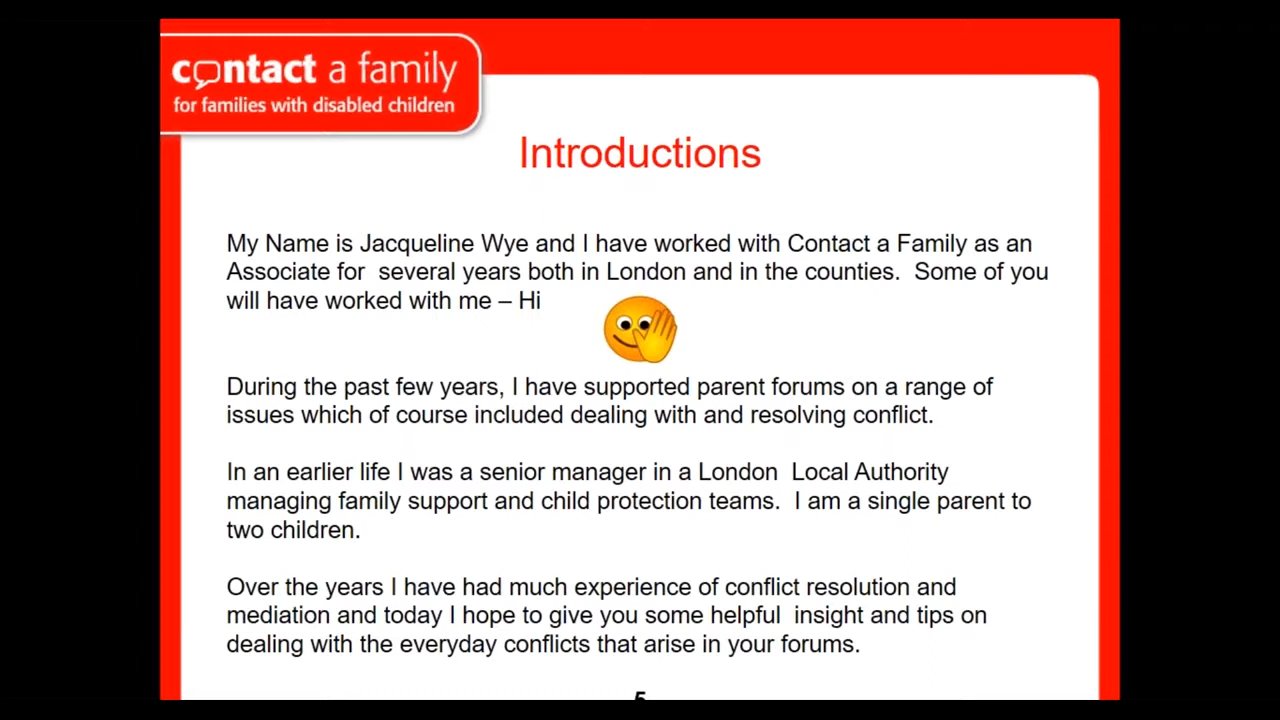 contact a family
for families with disabled children
Introductions
My Name is Jacqueline Wye and I have worked with Contact a Family as an
Associate for  several years both in London and in the counties.  Some of you
will have worked with me – Hi
During the past few years, I have supported parent forums on a range of
issues which of course included dealing with and resolving conflict.
In an earlier life I was a senior manager in a London  Local Authority
managing family support and child protection teams.  I am a single parent to
two children.
Over the years I have had much experience of conflict resolution and
mediation and today I hope to give you some helpful  insight and tips on
dealing with the everyday conflicts that arise in your forums.
5